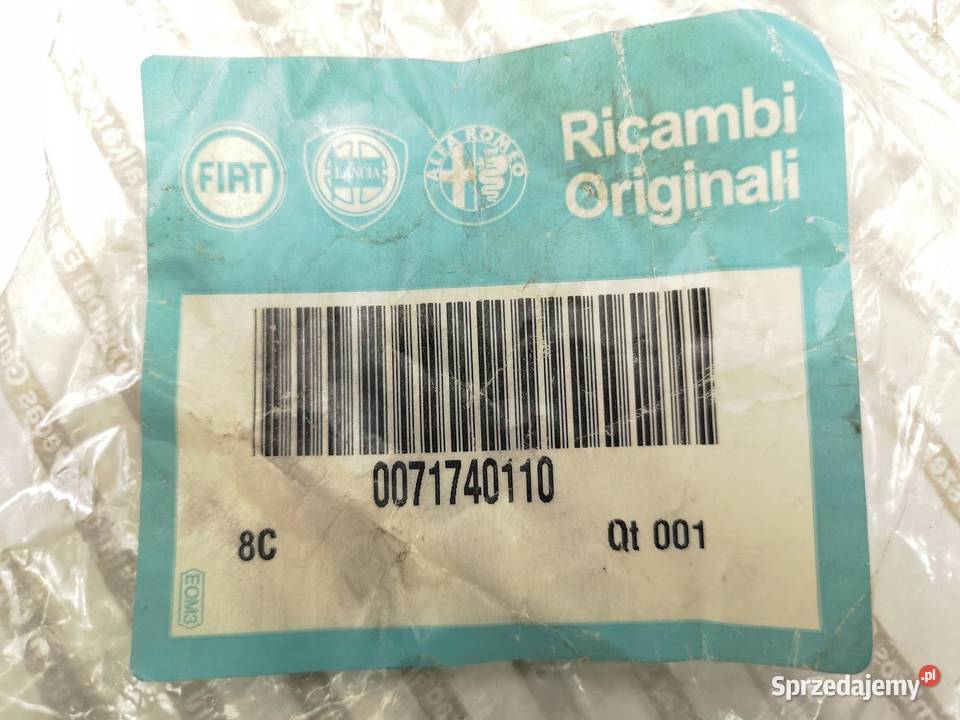 FIAT
LANCIA
ALFA ROMEO
Ricambi
Originali
0071740110
8C
Qt 001
EOM3
Sprzedajemy.pl